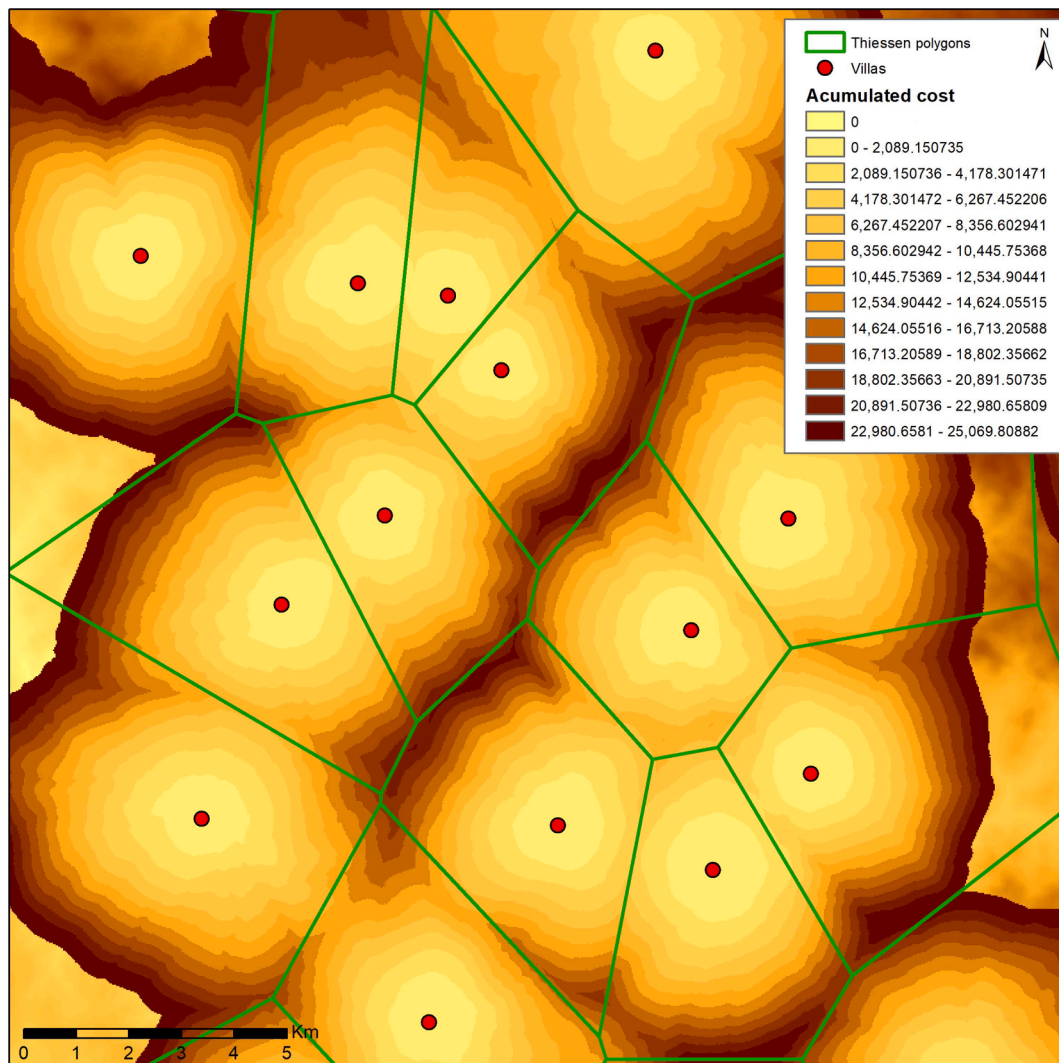 N
Thiessen polygons
Villas
Acumulated cost
0
0 - 2,089.150735
2,089.150736 - 4,178.301471
4,178.301472 - 6,267.452206
6,267.452207 - 8,356.602941
8,356.602942 - 10,445.75368
10,445.75369 - 12,534.90441
12,534.90442 - 14,624.05515
14,624.05516 - 16,713.20588
16,713.20589 - 18,802.35662
18,802.35663 - 20,891.50735
20,891.50736 - 22,980.65809
22,980.6581 - 25,069.80882
Km
0 1 2 3 4 5